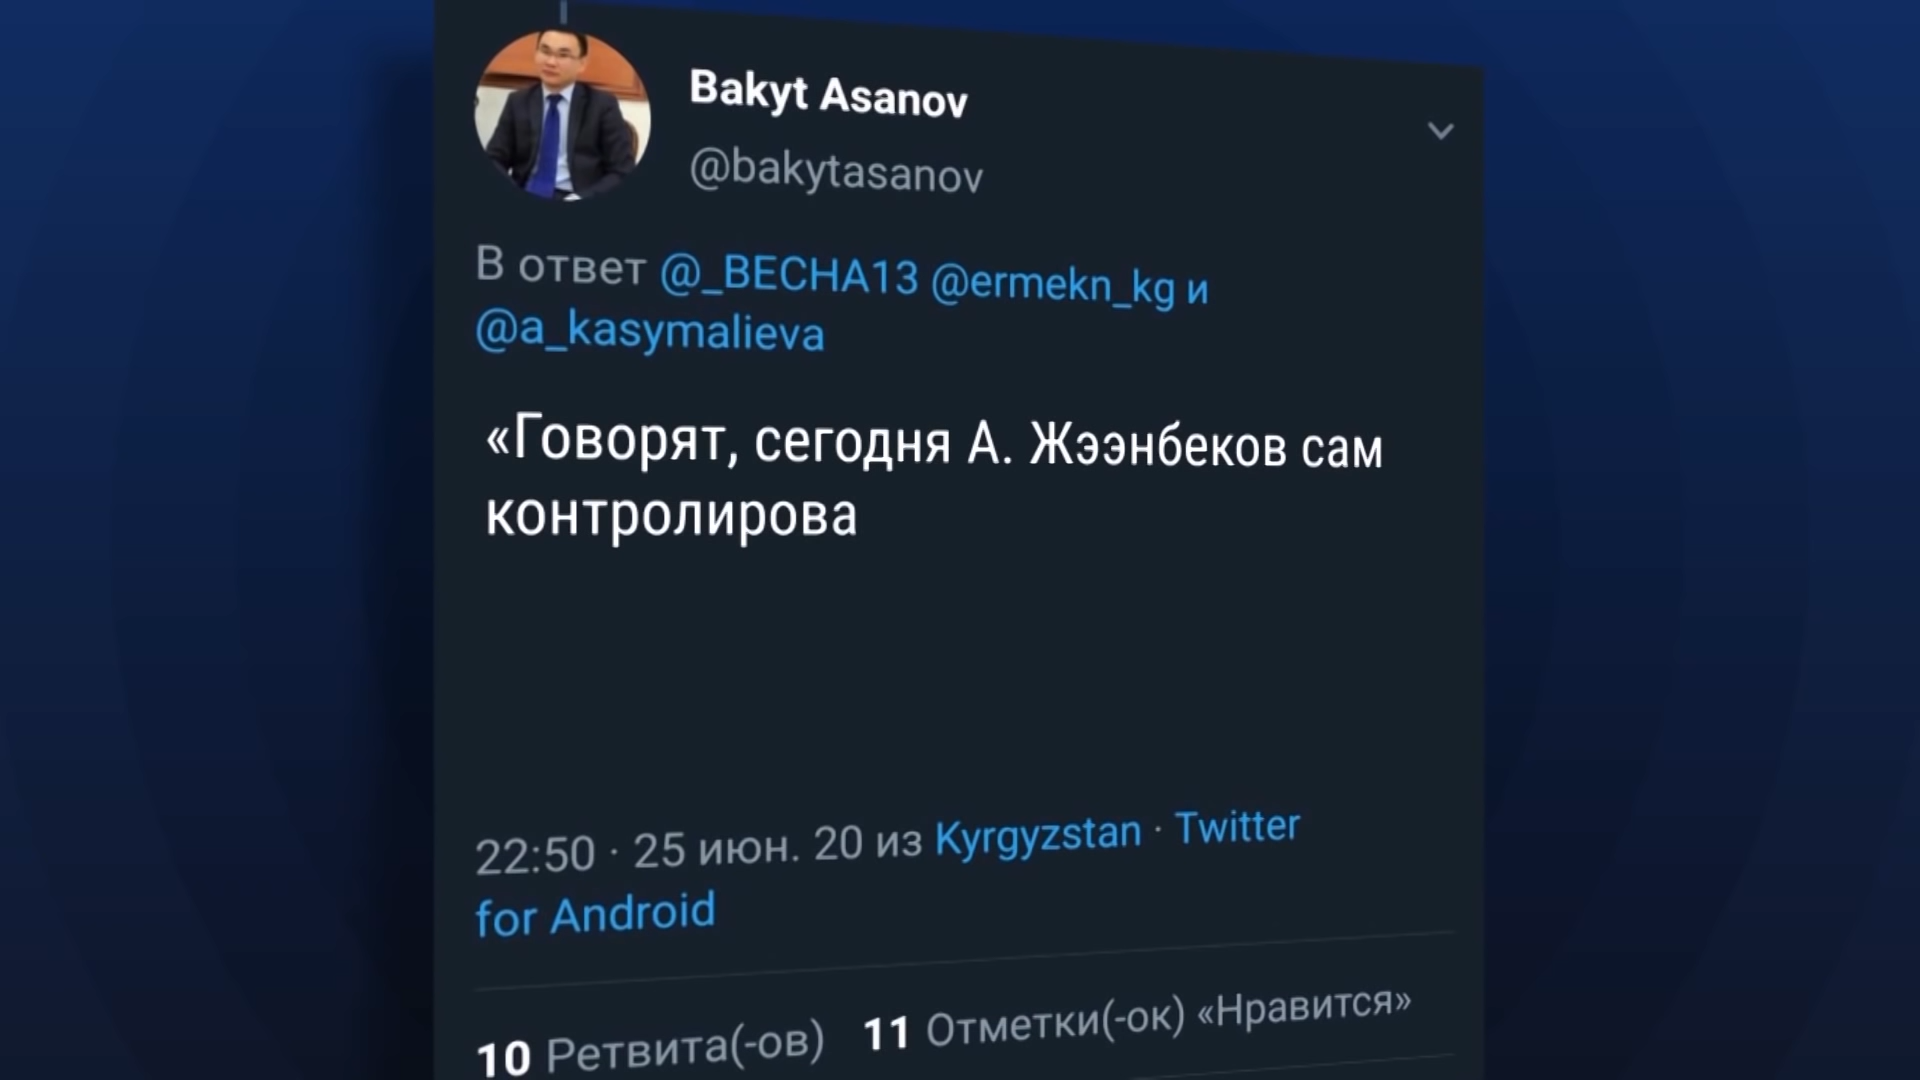 Bakyt Asanov
@bakytasanov
В ответ @_BECHA13 @ermekn_kg и
@a_kasymalieva
«Говорят, сегодня А. Жээнбеков сам
контролирова
22:50 · 25 июн. 20 из Kyrgyzstan · Twitter
for Android
10 Ретвита(-ов) 11 Отметки(-ок) «Нравится»